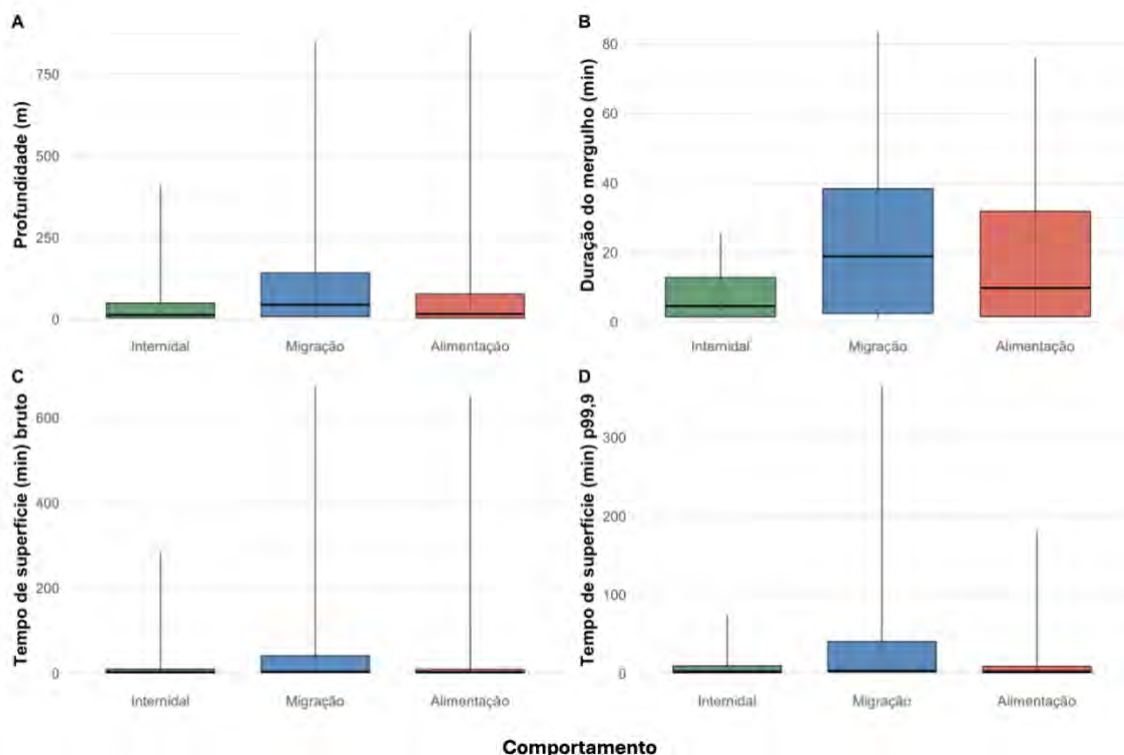 A
Profundidade (m)
750
500
250
0
Internidal
Migração
Alimentação
B
Duração do mergulho (min)
80
60
40
20
0
Internidal
Migração
Alimentação
C
Tempo de superfície (min) bruto
600
400
200
0
Internidal
Migração
Alimentação
D
Tempo de superfície (min) p99,9
300
200
100
0
Internidal
Migração
Alimentação
Comportamento